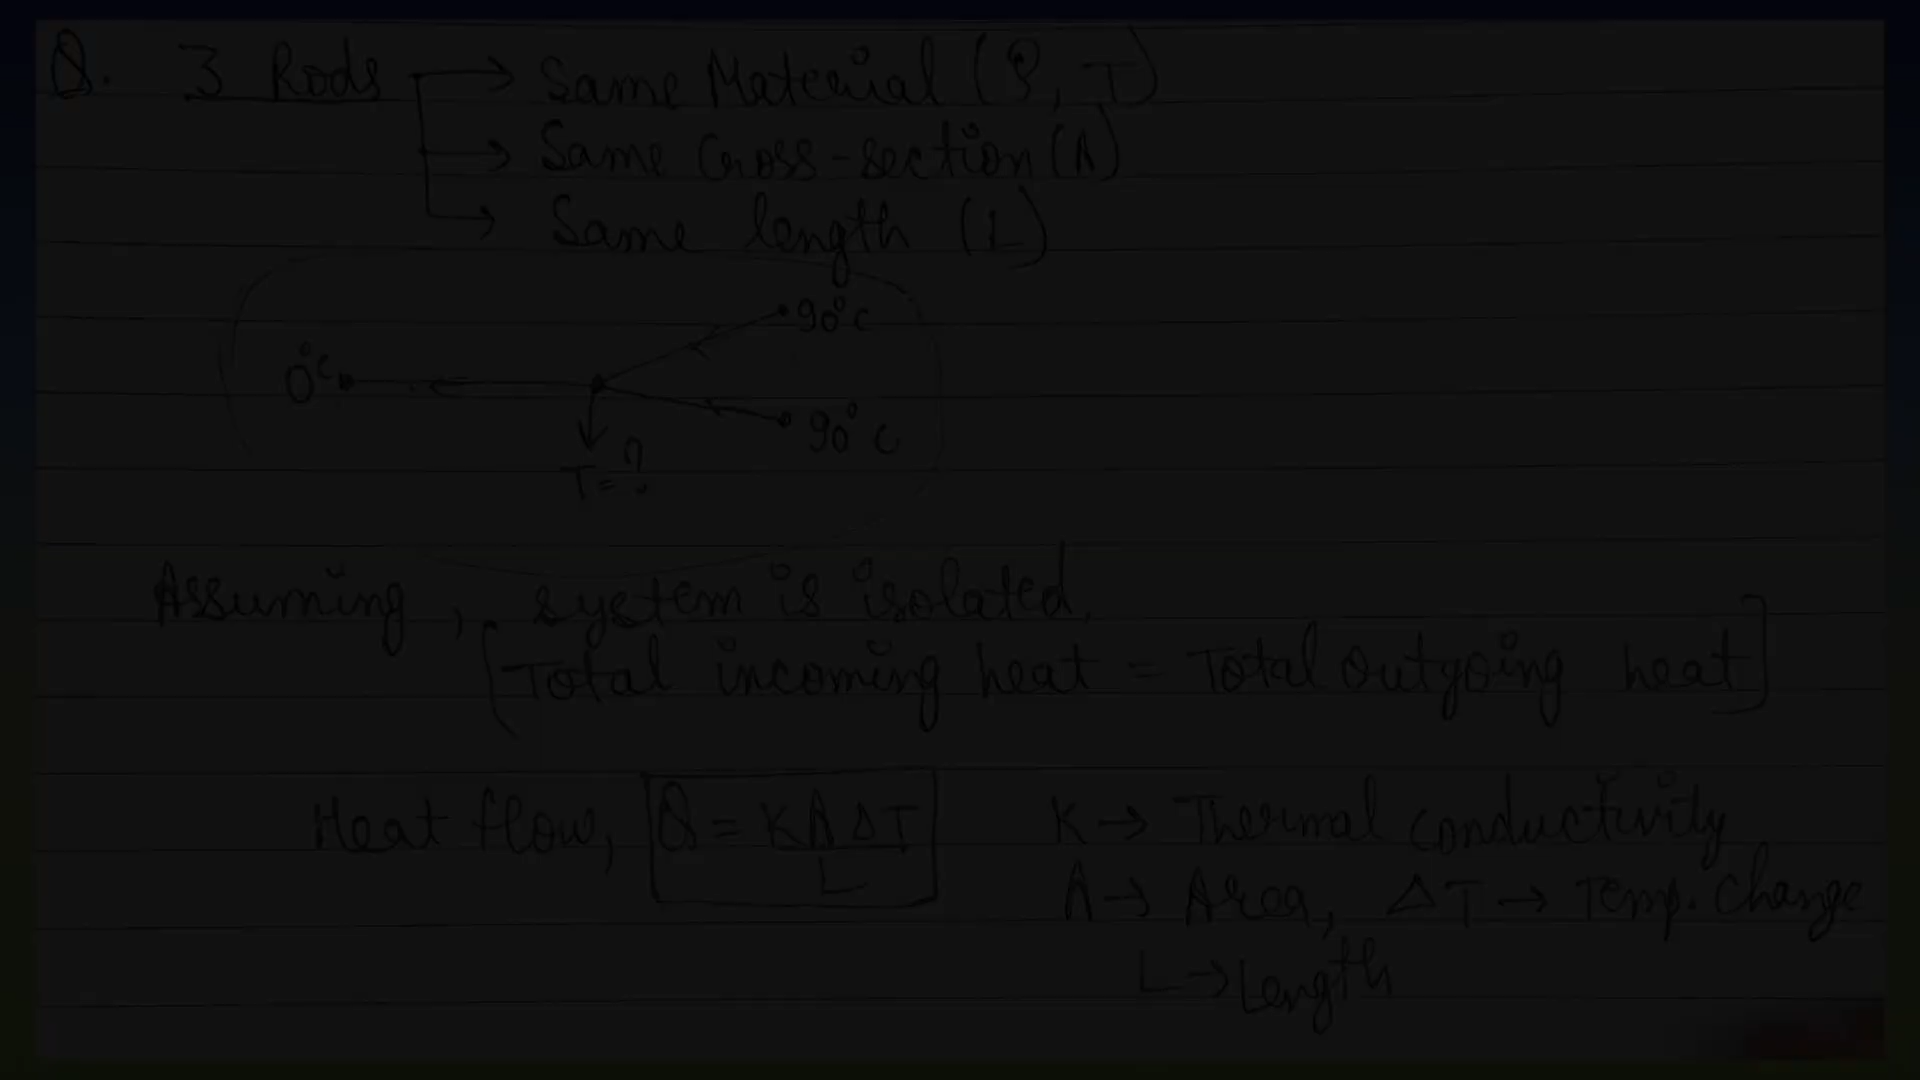 Q. 3 Rods → Same Material (ρ, T)
→ Same Cross-section (A)
→ Same length (L)
90°C
0°C
90°C
T = ?
Assuming, system is isolated.
[Total incoming heat = Total outgoing heat]
Heat flow, Q = KAΔT/L K → Thermal conductivity
A → Area, ΔT → Temp. change
L → Length